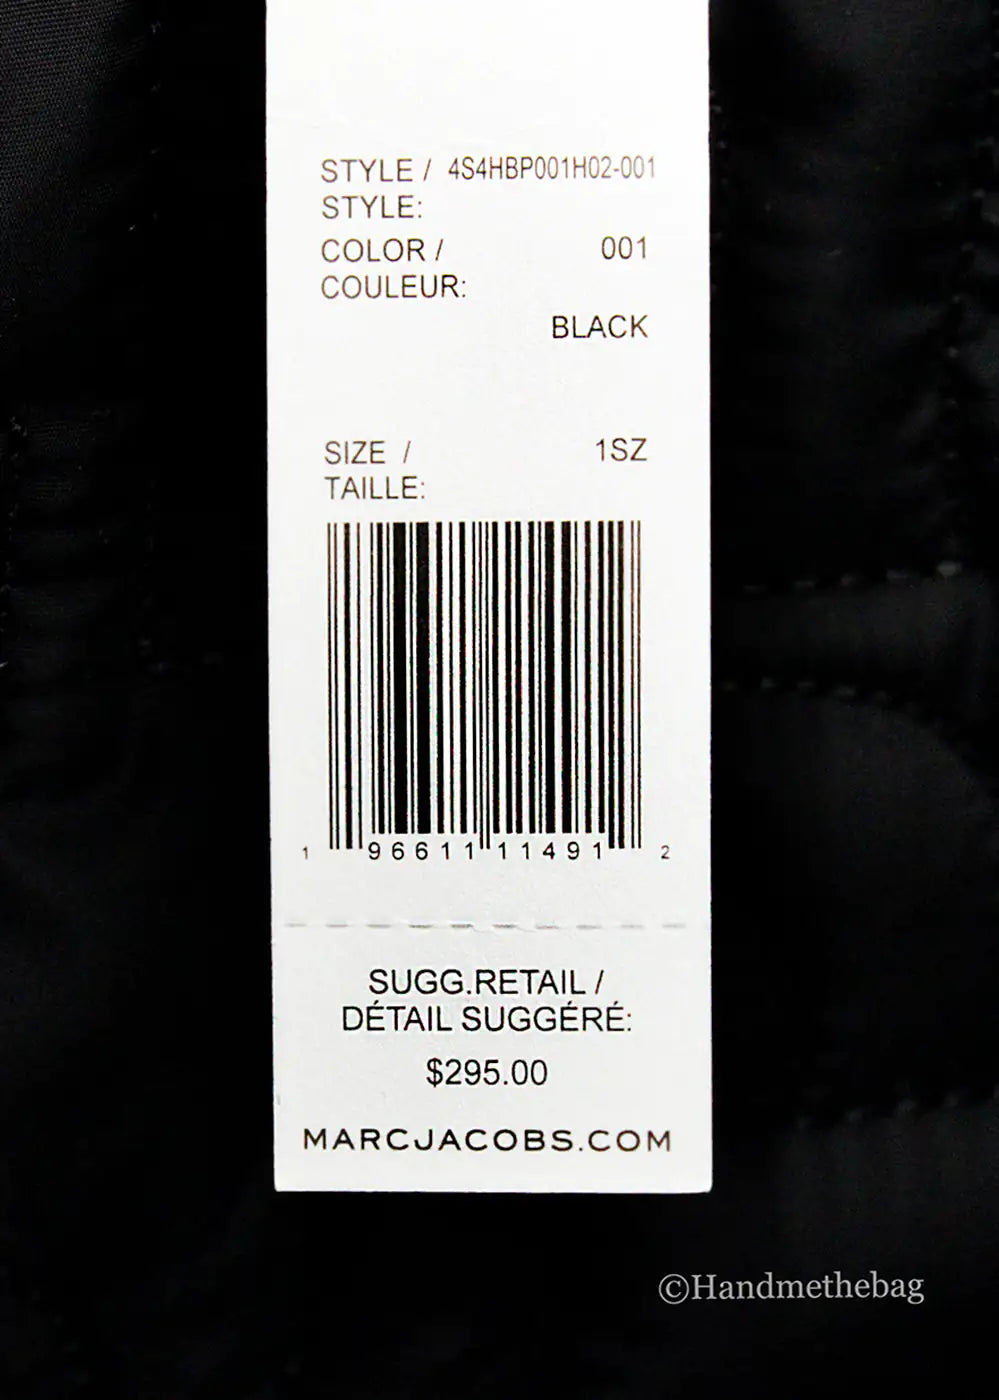 STYLE / 4S4HBP001H02-001
STYLE:
COLOR / 001
COULEUR:
BLACK
SIZE / 1SZ
TAILLE:
1 96611 11491 2
SUGG.RETAIL /
DÉTAIL SUGGÉRÉ:
$295.00
MARCJACOBS.COM
©Handmethebag